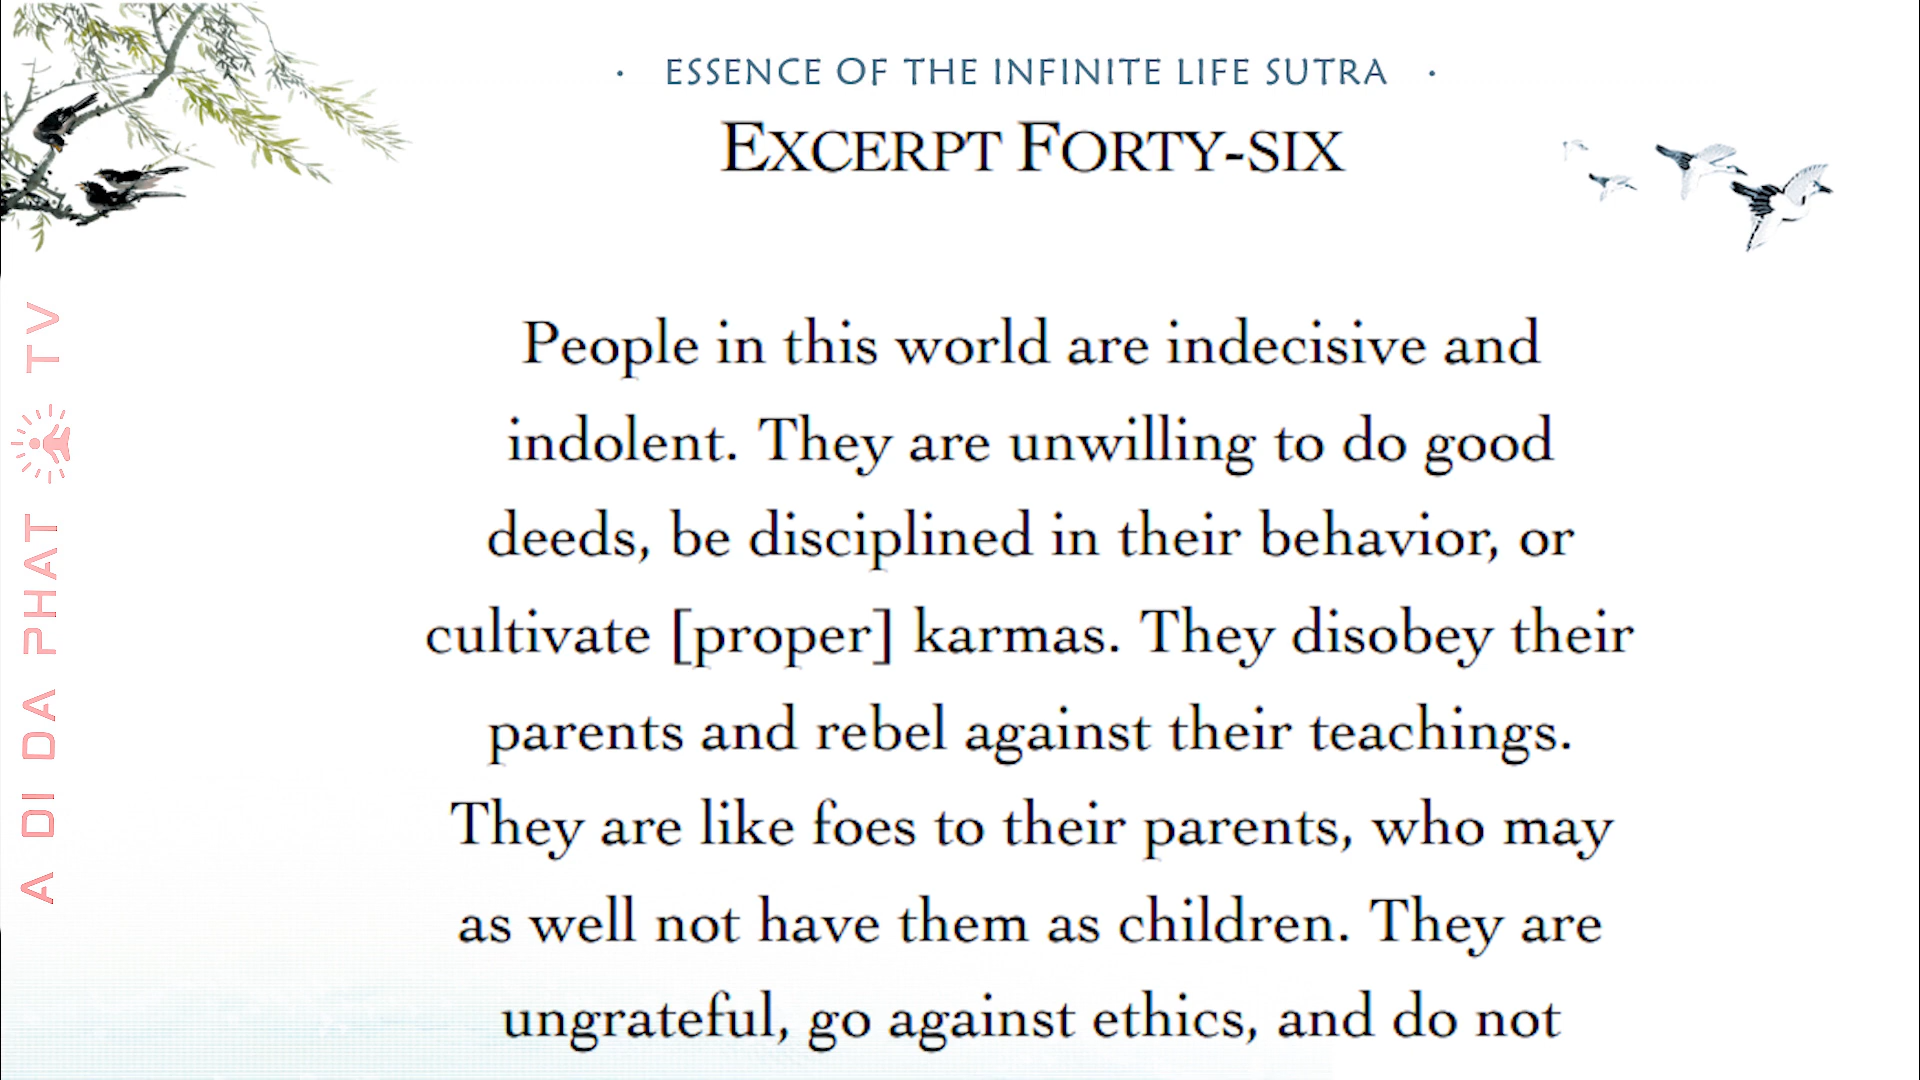 · ESSENCE OF THE INFINITE LIFE SUTRA ·
EXCERPT FORTY-SIX
People in this world are indecisive and
indolent. They are unwilling to do good
deeds, be disciplined in their behavior, or
cultivate [proper] karmas. They disobey their
parents and rebel against their teachings.
They are like foes to their parents, who may
as well not have them as children. They are
ungrateful, go against ethics, and do not
A DI DA PHAT TV